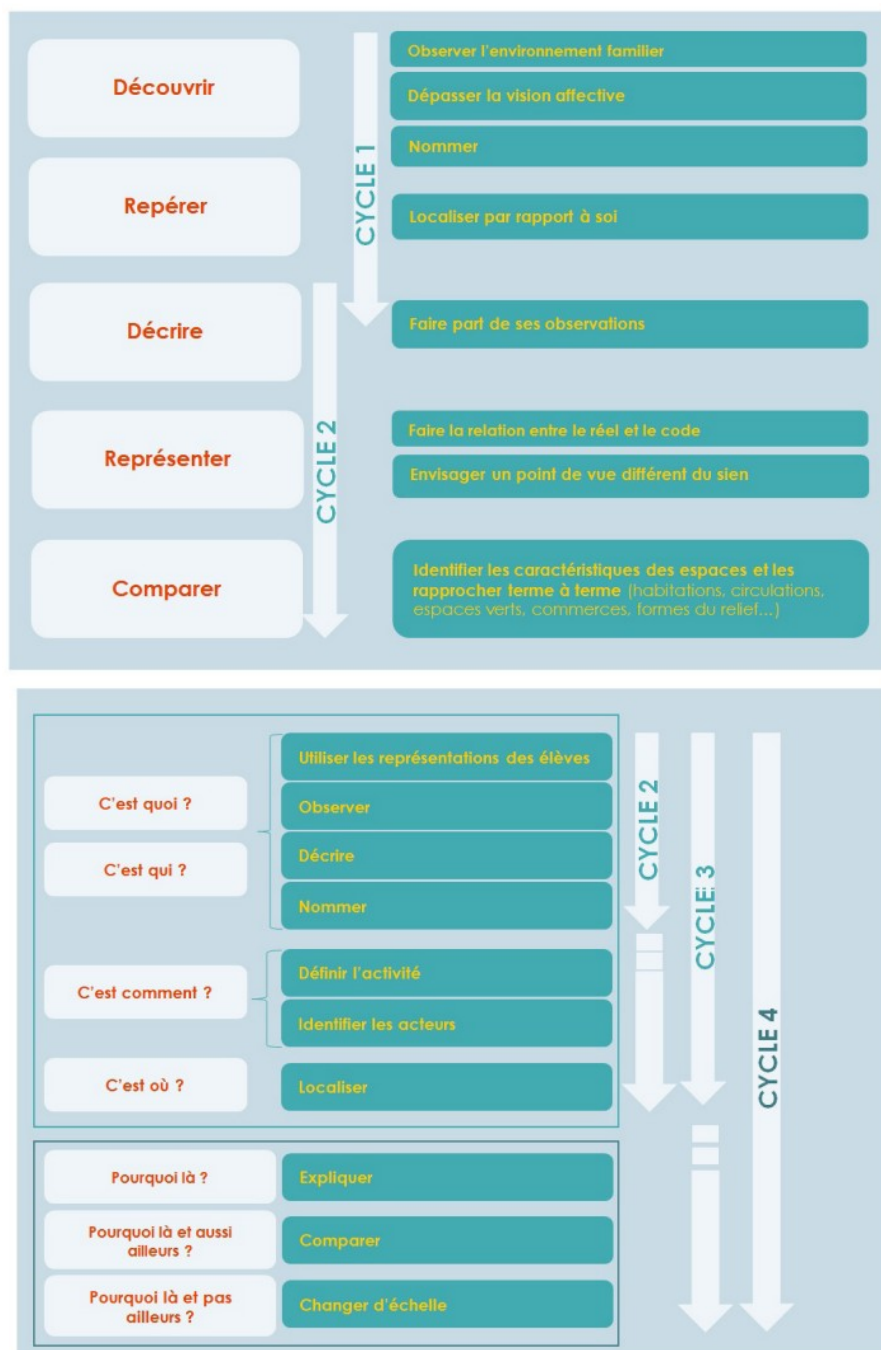 Découvrir
Observer l'environnement familier
Dépasser la vision affective
Nommer
Repérer
Localiser par rapport à soi
CYCLE 1
Décrire
Faire part de ses observations
Représenter
Faire la relation entre le réel et le code
Envisager un point de vue différent du sien
CYCLE 2
Comparer
Identifier les caractéristiques des espaces et les
rapprocher terme à terme (habitations, circulations,
espaces verts, commerces, formes du relief...)
C'est quoi ?
C'est qui ?
Utiliser les représentations des élèves
Observer
Décrire
Nommer
C'est comment ?
Définir l'activité
Identifier les acteurs
C'est où ?
Localiser
CYCLE 2
CYCLE 3
CYCLE 4
Pourquoi là ?
Expliquer
Pourquoi là et aussi
ailleurs ?
Comparer
Pourquoi là et pas
ailleurs ?
Changer d'échelle